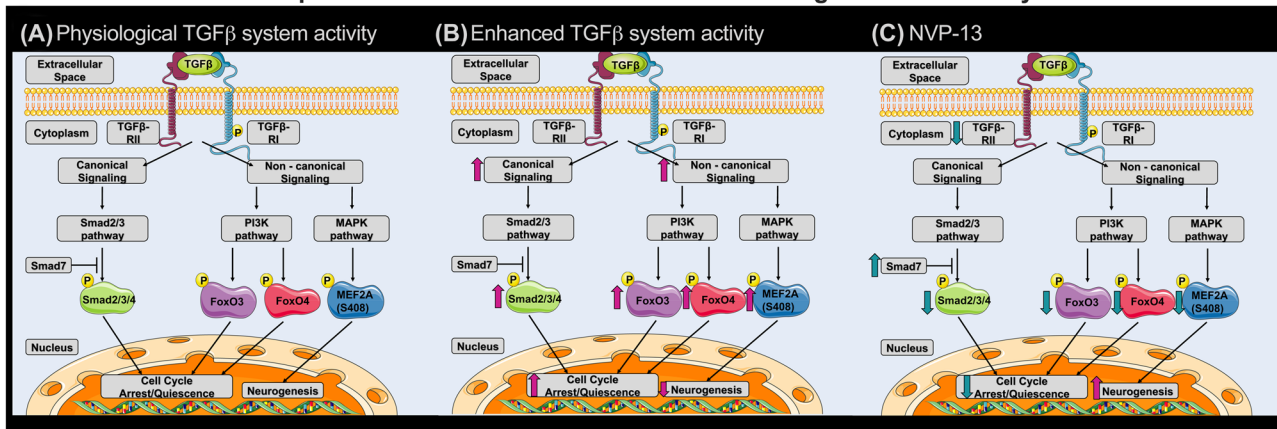 (A) Physiological TGFβ system activity
Extracellular
Space
TGFβ
Cytoplasm
TGFβ-
RII
P
TGFβ-
RI
Canonical
Signaling
Non - canonical
Signaling
Smad2/3
pathway
PI3K
pathway
MAPK
pathway
Smad7
P
P
P
P
Smad2/3/4
FoxO3
FoxO4
MEF2A
(S408)
Nucleus
Cell Cycle
Arrest/Quiescence
Neurogenesis
(B) Enhanced TGFβ system activity
Extracellular
Space
TGFβ
Cytoplasm
TGFβ-
RII
P
TGFβ-
RI
Canonical
Signaling
Non - canonical
Signaling
Smad2/3
pathway
PI3K
pathway
MAPK
pathway
Smad7
P
P
P
P
Smad2/3/4
FoxO3
FoxO4
MEF2A
(S408)
Nucleus
Cell Cycle
Arrest/Quiescence
Neurogenesis
(C) NVP-13
Extracellular
Space
TGFβ
Cytoplasm
TGFβ-
RII
P
TGFβ-
RI
Canonical
Signaling
Non - canonical
Signaling
Smad2/3
pathway
PI3K
pathway
MAPK
pathway
Smad7
P
P
P
P
Smad2/3/4
FoxO3
FoxO4
MEF2A
(S408)
Nucleus
Cell Cycle
Arrest/Quiescence
Neurogenesis